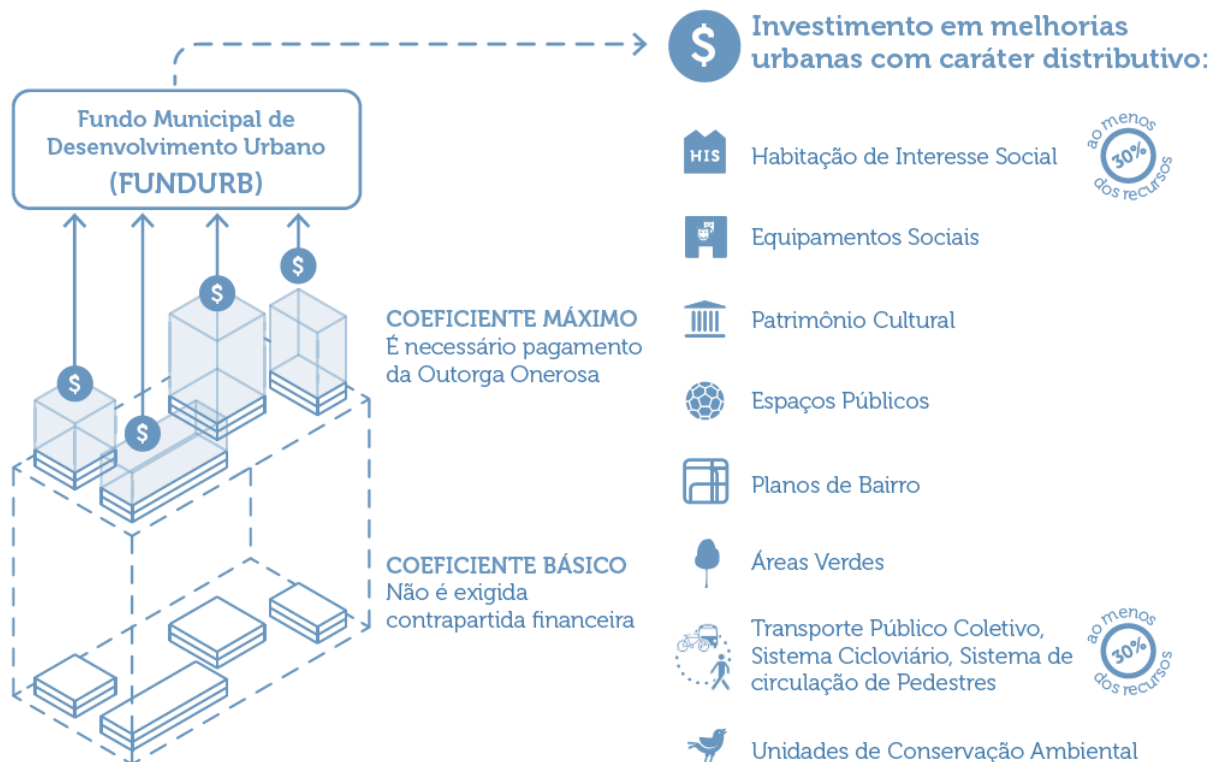 $
Investimento em melhorias
urbanas com caráter distributivo:
Fundo Municipal de
Desenvolvimento Urbano
(FUNDURB)
$
$
$
$
COEFICIENTE MÁXIMO
É necessário pagamento
da Outorga Onerosa
COEFICIENTE BÁSICO
Não é exigida
contrapartida financeira
HIS
Habitação de Interesse Social
ao menos
30%
dos recursos
Equipamentos Sociais
Patrimônio Cultural
Espaços Públicos
Planos de Bairro
Áreas Verdes
Transporte Público Coletivo,
Sistema Cicloviário, Sistema de
circulação de Pedestres
ao menos
30%
dos recursos
Unidades de Conservação Ambiental